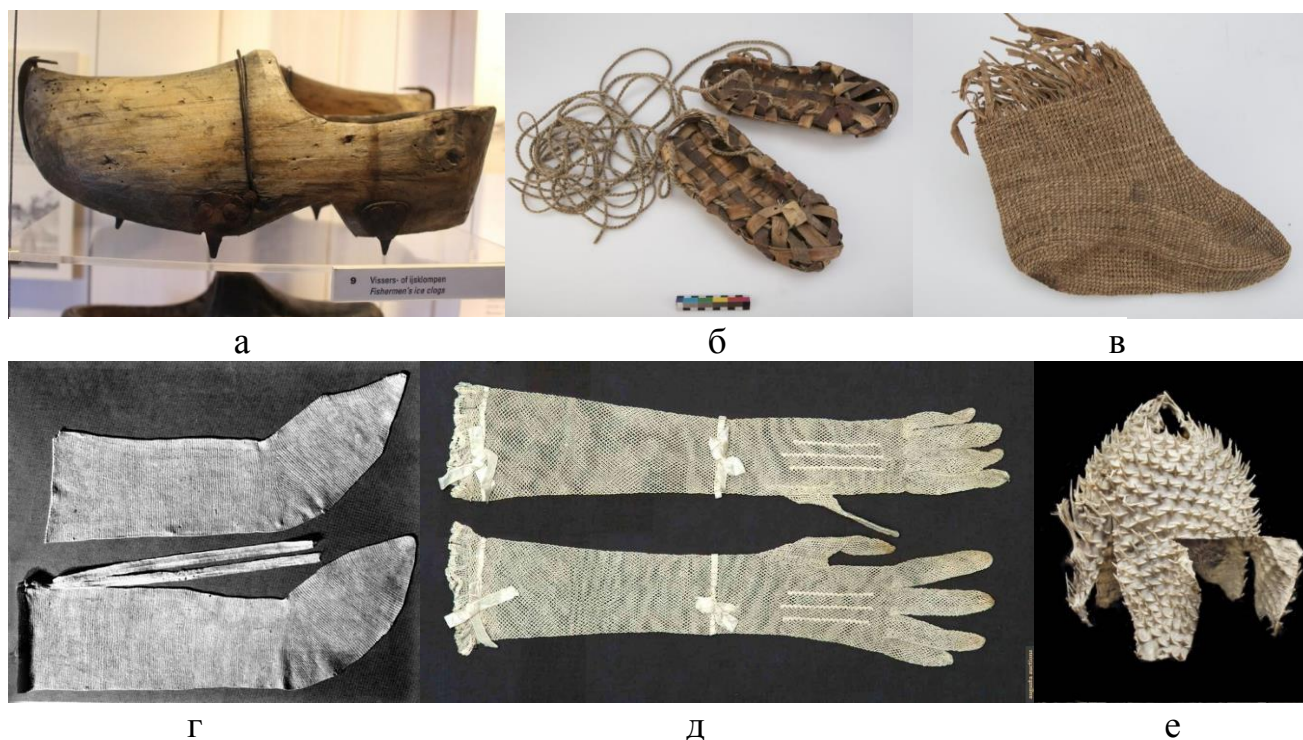 9 Vissers- of ijsklompen
Fishermen's ice clogs
а
б
в
г
д
е